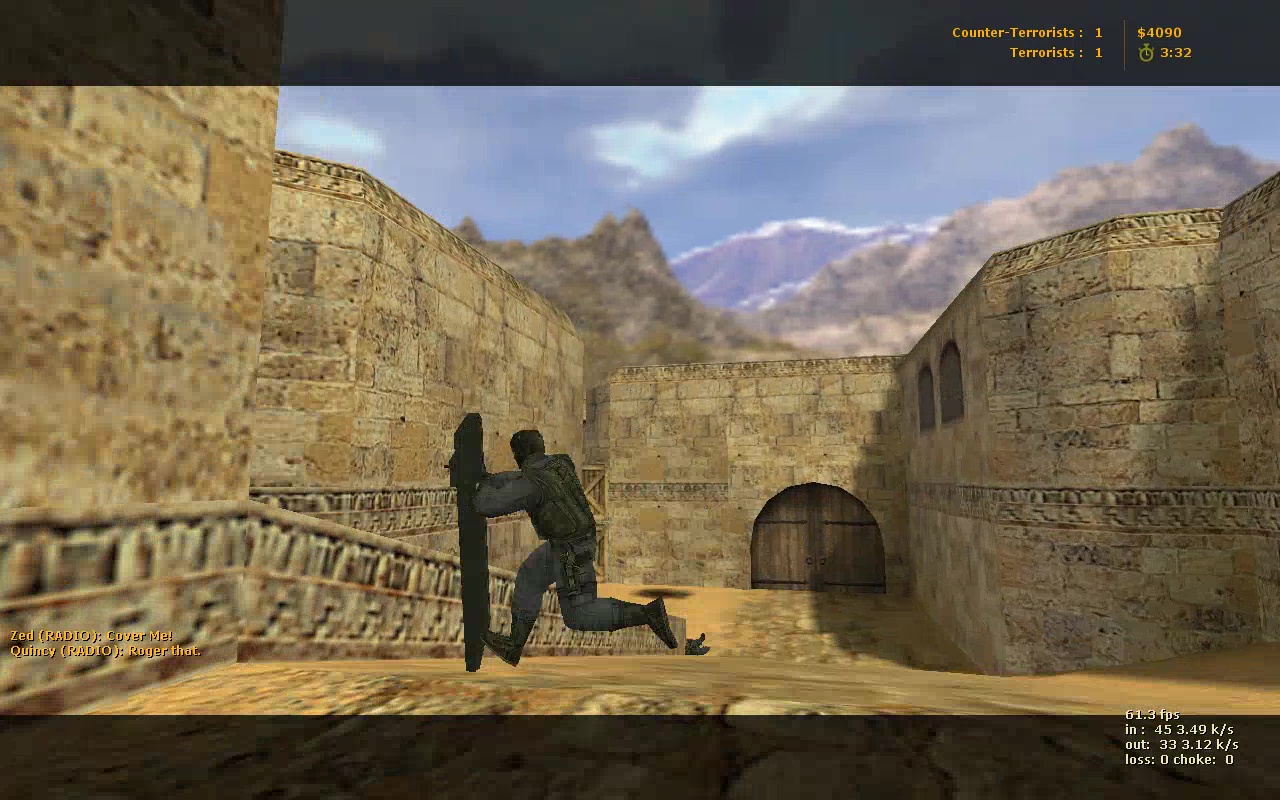 Counter-Terrorists : 1 $4090
Terrorists : 1 3:32
Zed (RADIO): Cover Me!
Quincy (RADIO): Roger that.
61.3 fps
in : 45 3.49 k/s
out: 33 3.12 k/s
loss: 0 choke: 0